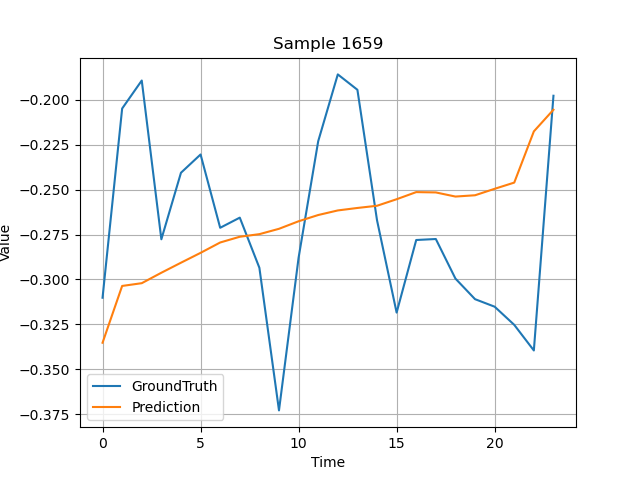 Sample 1659
−0.200
−0.225
−0.250
−0.275
−0.300
−0.325
−0.350
−0.375
Value
GroundTruth
Prediction
0 5 10 15 20
Time